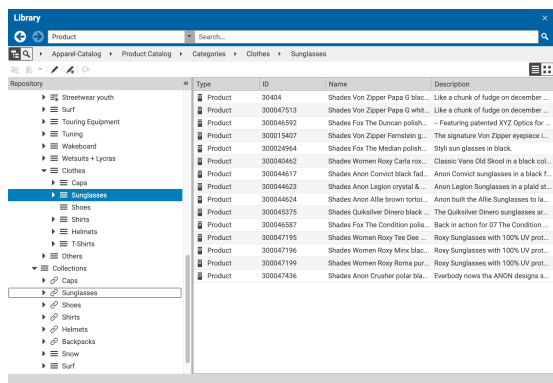 Library
Product
Search...
Apparel-Catalog
Product Catalog
Categories
Clothes
Sunglasses
Repository
Streetwear youth
Surf
Touring Equipment
Tuning
Wakeboard
Wetsuits + Lycras
Clothes
Caps
Sunglasses
Shoes
Shirts
Helmets
T-Shirts
Others
Collections
Caps
Sunglasses
Shoes
Shirts
Helmets
Backpacks
Snow
Surf
Type ID Name Description
Product 30404 Shades Von Zipper Papa G blac... Like a chunk of fudge on december ...
Product 300047513 Shades Von Zipper Papa G whit... Like a chunk of fudge on december ...
Product 300046592 Shades Fox The Duncan polish... -- Featuring patented XYZ Optics for ...
Product 300015407 Shades Von Zipper Fernstein g... The signature Von Zipper eyepiece i...
Product 300024964 Shades Fox The Median polish... Styli sun glasses in black.
Product 300040462 Shades Women Roxy Carla rox... Classic Vans Old Skool in a black col...
Product 300044617 Shades Anon Convict black fad... Anon Convict sunglasses in a black f...
Product 300044623 Shades Anon Legion crystal & ... Anon Legion Sunglasses in a plaid st...
Product 300044624 Shades Anon Allie brown tortoi... Anon built the Allie Sunglasses to la...
Product 300045375 Shades Quiksilver Dinero black ... The Quiksilver Dinero sunglasses ar...
Product 300046587 Shades Fox The Condition polis... Back in action for 07 The Condition ...
Product 300047195 Shades Women Roxy Tee Dee ... Roxy Sunglasses with 100% UV prot...
Product 300047196 Shades Women Roxy Minx blac... Roxy Sunglasses with 100% UV prot...
Product 300047199 Shades Women Roxy Roma pur... Roxy Sunglasses with 100% UV prot...
Product 300047436 Shades Anon Crusher polar bla... Everbody nows tha ANON designs s...